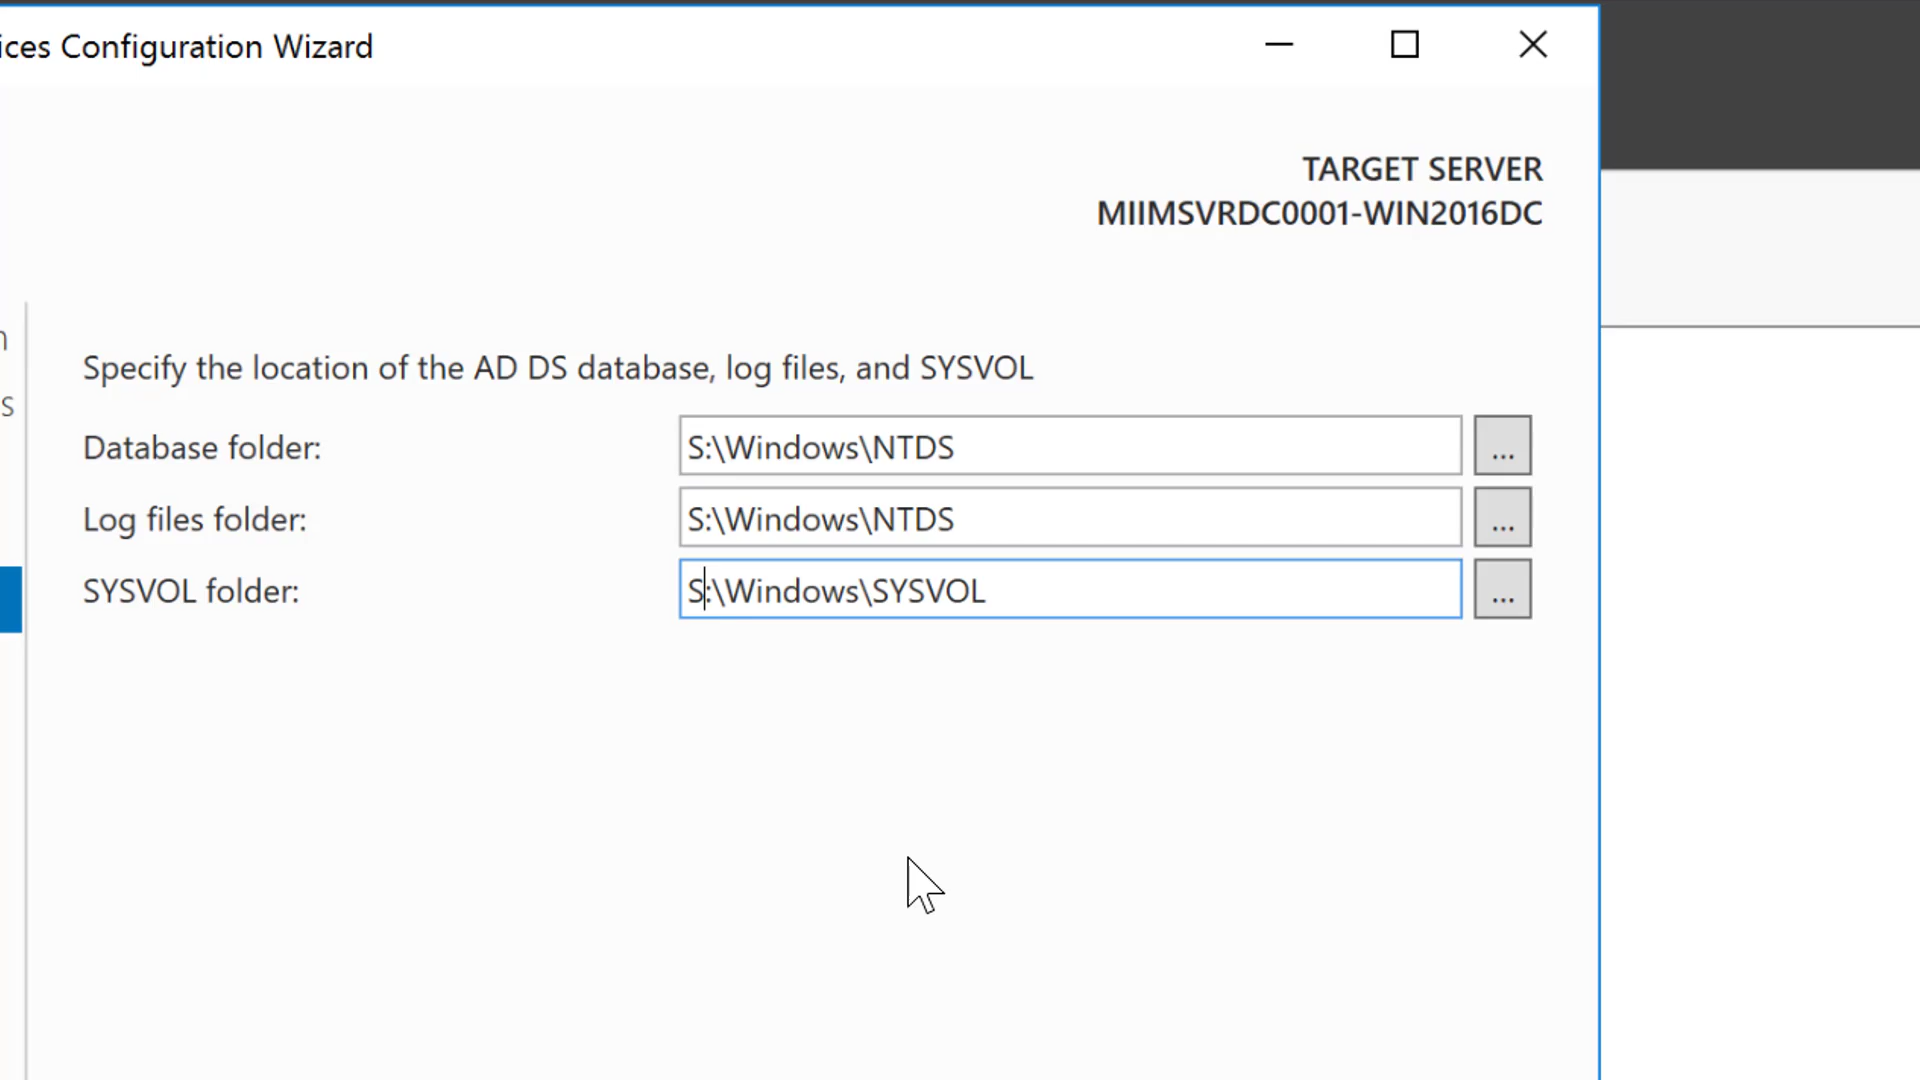 ices Configuration Wizard
TARGET SERVER
MIIMSVRDC0001-WIN2016DC
n
s
Specify the location of the AD DS database, log files, and SYSVOL
Database folder: S:\Windows\NTDS ...
Log files folder: S:\Windows\NTDS ...
SYSVOL folder: S:\Windows\SYSVOL ...